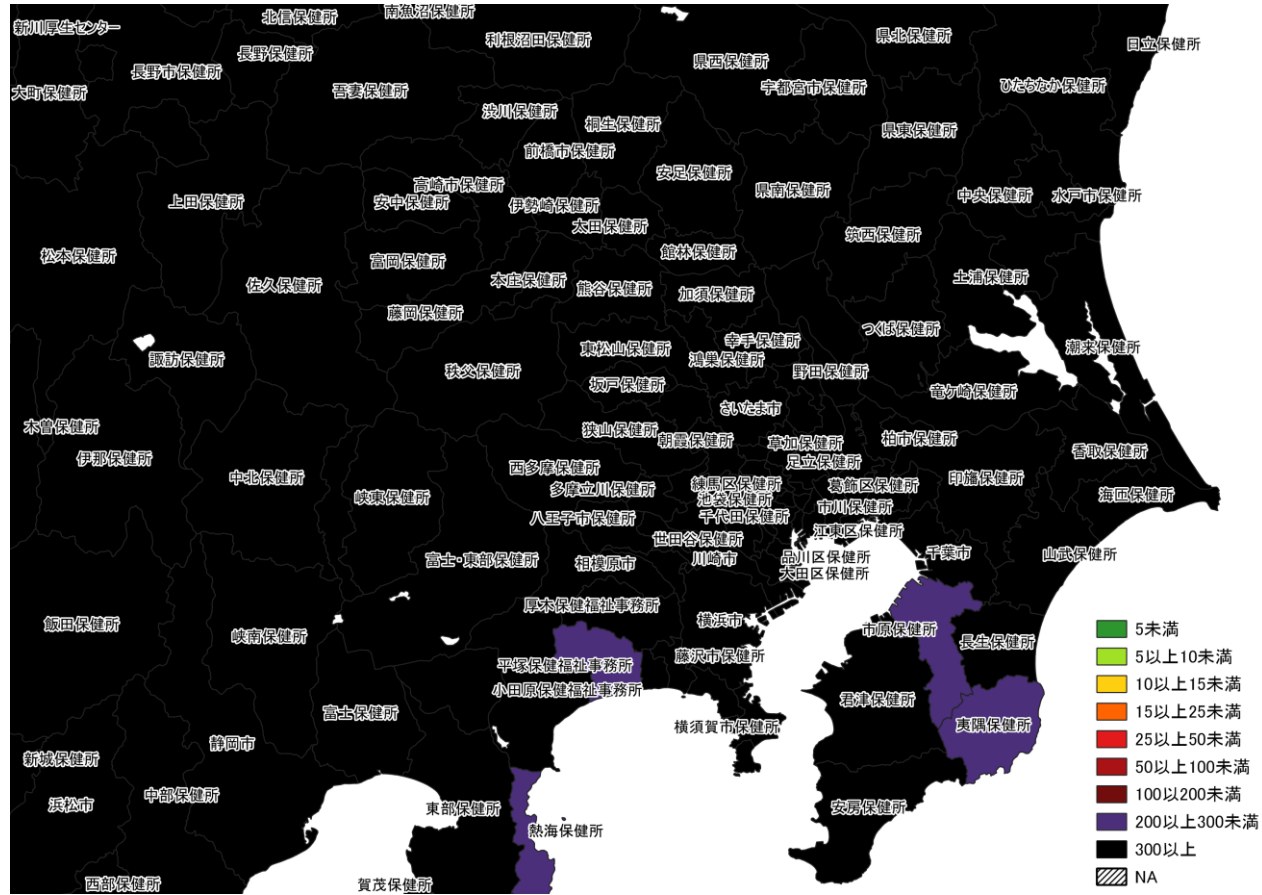 新川厚生センター
北信保健所
南魚沼保健所
利根沼田保健所
県北保健所
日立保健所
長野保健所
長野市保健所
県西保健所
大町保健所
吾妻保健所
宇都宮市保健所
ひたちなか保健所
渋川保健所
桐生保健所
県東保健所
前橋市保健所
安足保健所
高崎市保健所
県南保健所
上田保健所
安中保健所
伊勢崎保健所
中央保健所
水戸市保健所
太田保健所
筑西保健所
松本保健所
富岡保健所
館林保健所
佐久保健所
本庄保健所
熊谷保健所
加須保健所
土浦保健所
藤岡保健所
つくば保健所
諏訪保健所
東松山保健所
幸手保健所
鴻巣保健所
潮来保健所
秩父保健所
坂戸保健所
野田保健所
竜ケ崎保健所
さいたま市
木曽保健所
狭山保健所
朝霞保健所
草加保健所
柏市保健所
伊那保健所
足立保健所
香取保健所
中北保健所
西多摩保健所
練馬区保健所
葛飾区保健所
印旛保健所
峡東保健所
多摩立川保健所
池袋保健所
市川保健所
海匝保健所
八王子市保健所
千代田保健所
江東区保健所
世田谷保健所
富士・東部保健所
相模原市
川崎市
品川区保健所
大田区保健所
千葉市
山武保健所
厚木保健福祉事務所
飯田保健所
峡南保健所
横浜市
市原保健所
長生保健所
平塚保健福祉事務所
藤沢市保健所
小田原保健福祉事務所
君津保健所
富士保健所
横須賀市保健所
夷隅保健所
静岡市
新城保健所
浜松市
中部保健所
東部保健所
熱海保健所
安房保健所
西部保健所
賀茂保健所
5未満
5以上10未満
10以上15未満
15以上25未満
25以上50未満
50以上100未満
100以200未満
200以上300未満
300以上
NA